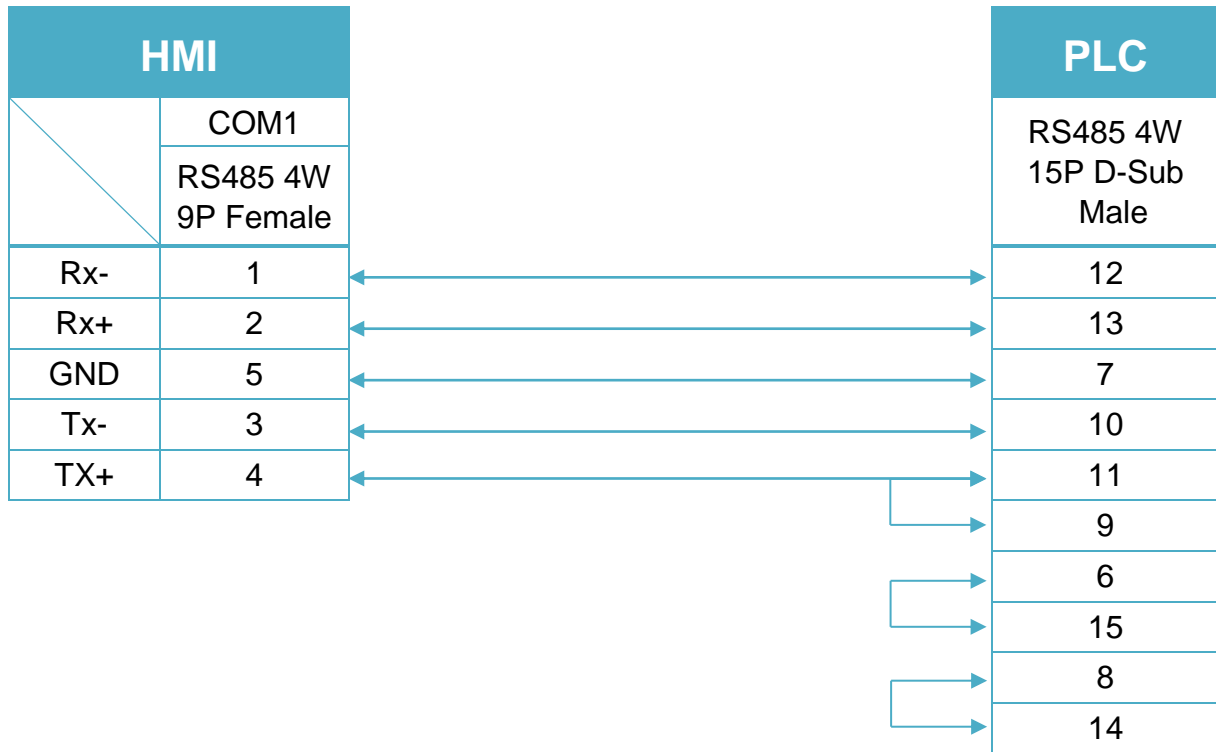 HMI
PLC
COM1
RS485 4W
9P Female
RS485 4W
15P D-Sub
Male
Rx- 1 12
Rx+ 2 13
GND 5 7
Tx- 3 10
TX+ 4 11
9
6
15
8
14